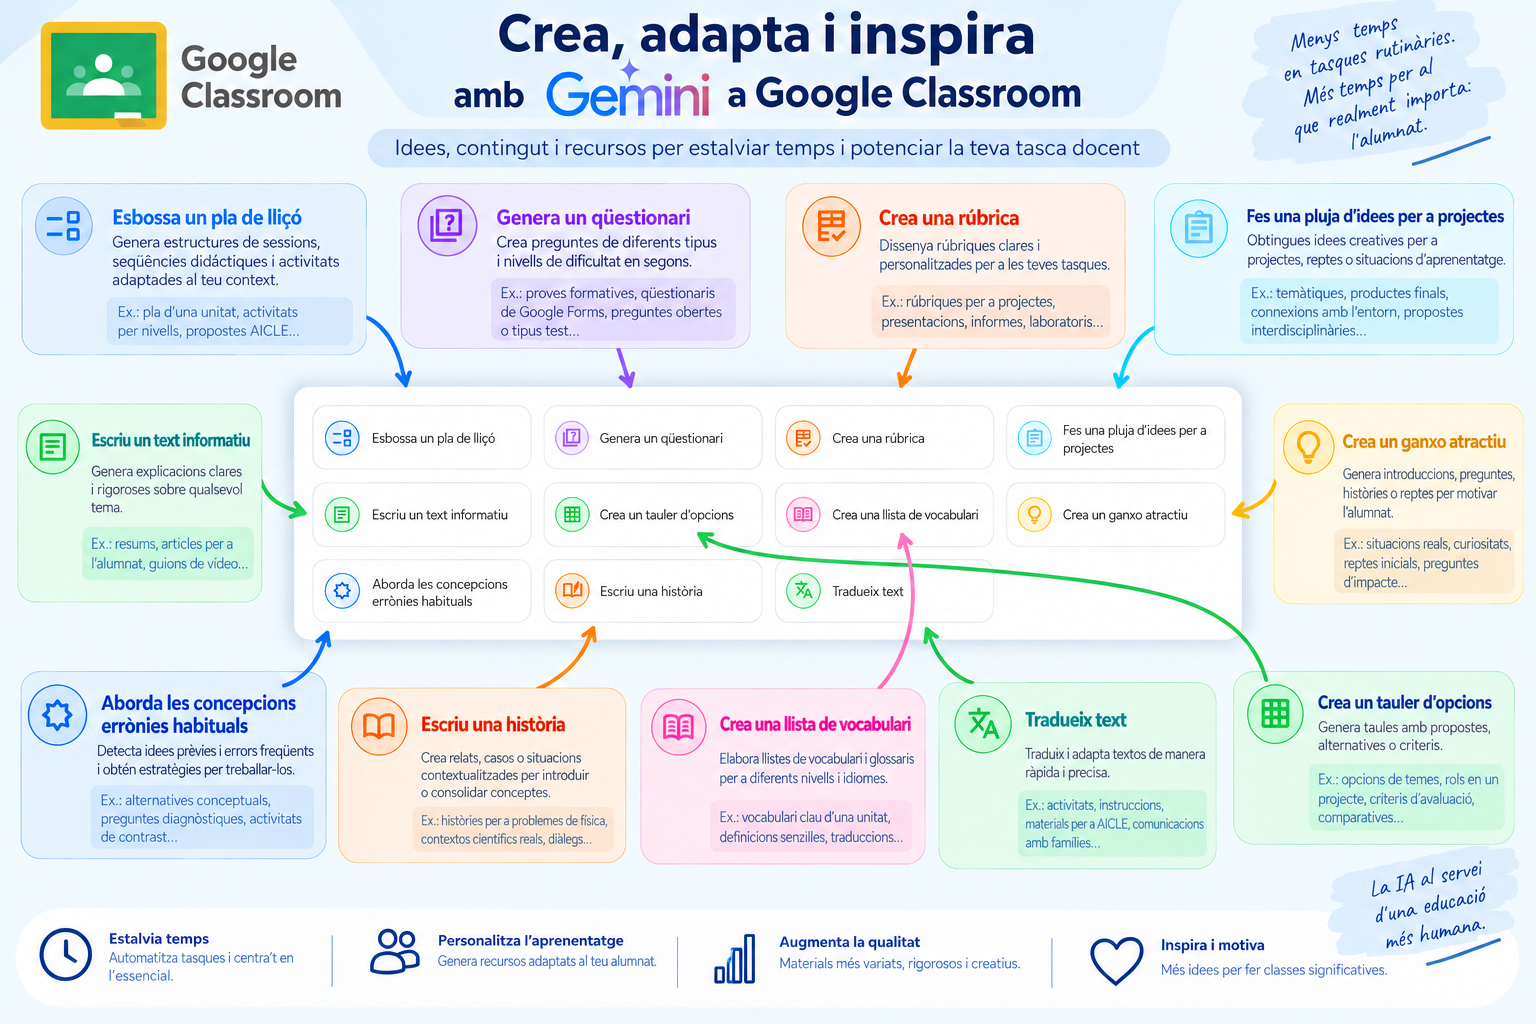 Google
Classroom
Crea, adapta i inspira
amb Gemini a Google Classroom
Idees, contingut i recursos per estalviar temps i potenciar la teva tasca docent
Menys temps
en tasques rutinàries.
Més temps per al
que realment importa:
l'alumnat.
Esbossa un pla de lliçó
Genera estructures de sessions,
seqüències didáctiques i activitats
adaptades al teu context.
Ex.: pla d'una unitat, activitats
per nivells, propostes AICLE...
Genera un qüestionari
Crea preguntes de diferents tipus
i nivells de dificultat en segons.
Ex.: proves formatives, qüestionaris
de Google Forms, preguntes obertes
o tipus test...
Crea una rúbrica
Dissenya rúbriques clares i
personalitzades per a les teves tasques.
Ex.: rúbriques per a projectes,
presentacions, informes, laboratoris...
Fes una pluja d'idees per a projectes
Obtingues idees creatives per a
projectes, reptes o situacions d'aprenentatge.
Ex.: temàtiques, productes finals,
connexions amb l'entorn, propostes
interdisciplinàries...
Escriu un text informatiu
Genera explicacions clares
i rigoroses sobre qualsevol
tema.
Ex.: resums, articles per a
l'alumnat, guions de vídeo...
Esbossa un pla de lliçó
Genera un qüestionari
Crea una rúbrica
Fes una pluja d'idees per a
projectes
Escriu un text informatiu
Crea un tauler d'opcions
Crea una llista de vocabulari
Crea un ganxo atractiu
Aborda les concepcions
errònies habituals
Escriu una història
Tradueix text
Crea un ganxo atractiu
Genera introduccions, preguntes,
històries o reptes per motivar
l'alumnat.
Ex.: situacions reals, curiositats,
reptes inicials, preguntes
d'impacte...
Aborda les concepcions
errònies habituals
Detecta idees prèvies i errors freqüents
i obtén estratègies per treballar-los.
Ex.: alternatives conceptuals,
preguntes diagnòstiques, activitats
de contrast...
Escriu una història
Crea relats, casos o situacions
contextualitzades per introduir
o consolidar conceptes.
Ex.: històries per a problemes de física,
contextos científics reals, diàlegs...
Crea una llista de vocabulari
Elabora llistes de vocabulari i glossaris
per a diferents nivells i idiomes.
Ex.: vocabulari clau d'una unitat,
definicions senzilles, traduccions...
Tradueix text
Traduix i adapta textos de manera
ràpida i precisa.
Ex.: activitats, instruccions,
materials per a AICLE, comunicacions
amb famílies...
Crea un tauler d'opcions
Genera taules amb propostes,
alternatives o criteris.
Ex.: opcions de temes, rols en un
projecte, criteris d'avaluació,
comparatives...
La IA al servei
d'una educació
més humana.
Estalvia temps
Automatitza tasques i centra't en
l'essencial.
Personalitza l'aprenentatge
Genera recursos adaptats al teu alumnat.
Augmenta la qualitat
Materials més variats, rigorosos i creatius.
Inspira i motiva
Més idees per fer classes significatives.